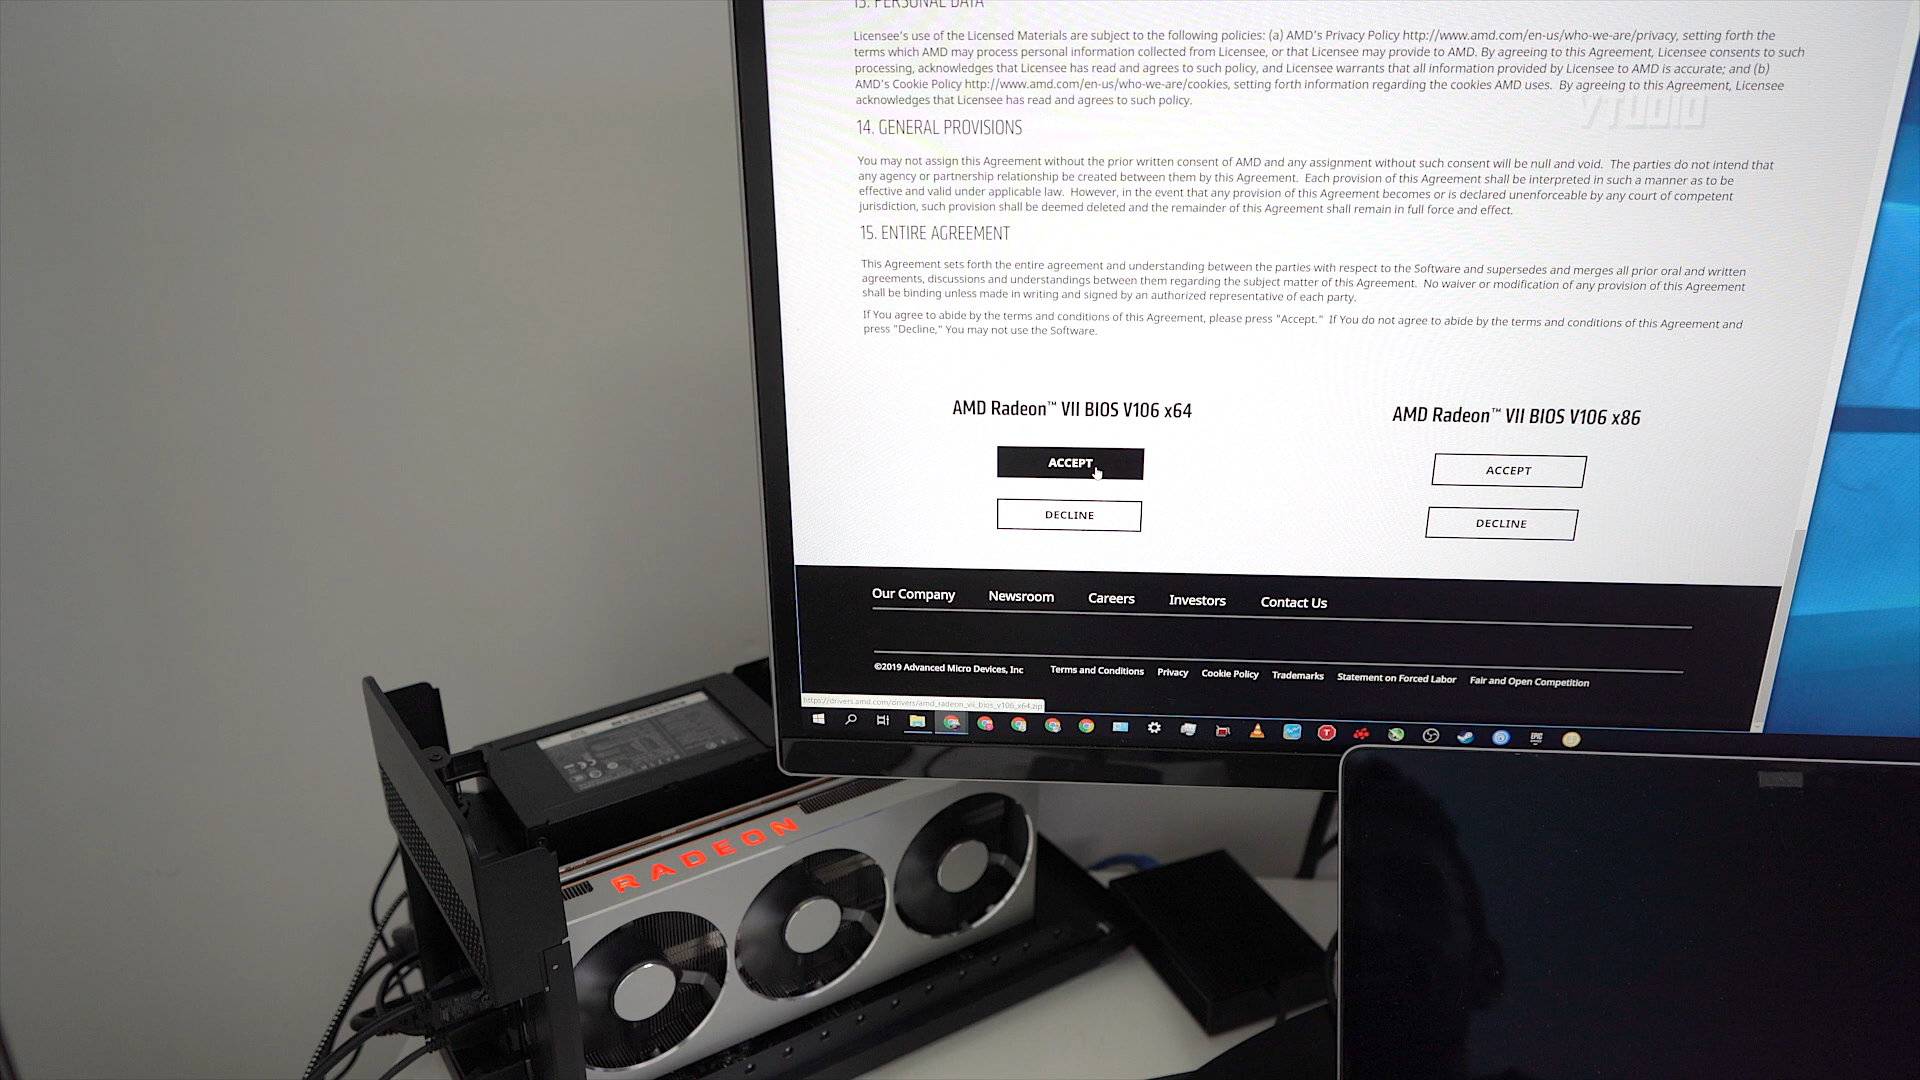 13. PERSONAL DATA
Licensee's use of the Licensed Materials are subject to the following policies: (a) AMD's Privacy Policy http://www.amd.com/en-us/who-we-are/privacy, setting forth the
terms which AMD may process personal information collected from Licensee, or that Licensee may provide to AMD. By agreeing to this Agreement, Licensee consents to such
processing, acknowledges that Licensee has read and agrees to such policy, and Licensee warrants that all information provided by Licensee to AMD is accurate; and (b)
AMD's Cookie Policy http://www.amd.com/en-us/who-we-are/cookies, setting forth information regarding the cookies AMD uses. By agreeing to this Agreement, Licensee
acknowledges that Licensee has read and agrees to such policy.
VTUDIO
14. GENERAL PROVISIONS
You may not assign this Agreement without the prior written consent of AMD and any assignment without such consent will be null and void. The parties do not intend that
any agency or partnership relationship be created between them by this Agreement. Each provision of this Agreement shall be interpreted in such a manner as to be
effective and valid under applicable law. However, in the event that any provision of this Agreement becomes or is declared unenforceable by any court of competent
jurisdiction, such provision shall be deemed deleted and the remainder of this Agreement shall remain in full force and effect.
15. ENTIRE AGREEMENT
This Agreement sets forth the entire agreement and understanding between the parties with respect to the Software and supersedes and merges all prior oral and written
agreements, discussions and understandings between them regarding the subject matter of this Agreement. No waiver or modification of any provision of this Agreement
shall be binding unless made in writing and signed by an authorized representative of each party.
If You agree to abide by the terms and conditions of this Agreement, please press "Accept." If You do not agree to abide by the terms and conditions of this Agreement and
press "Decline," You may not use the Software.
AMD Radeon™ VII BIOS V106 x64
AMD Radeon™ VII BIOS V106 x86
ACCEPT
ACCEPT
DECLINE
DECLINE
Our Company Newsroom Careers Investors Contact Us
©2019 Advanced Micro Devices, Inc Terms and Conditions Privacy Cookie Policy Trademarks Statement on Forced Labor Fair and Open Competition
https://drivers.amd.com/drivers/amd_radeon_vii_bios_v106_x64.zip
EPIC
RADEON